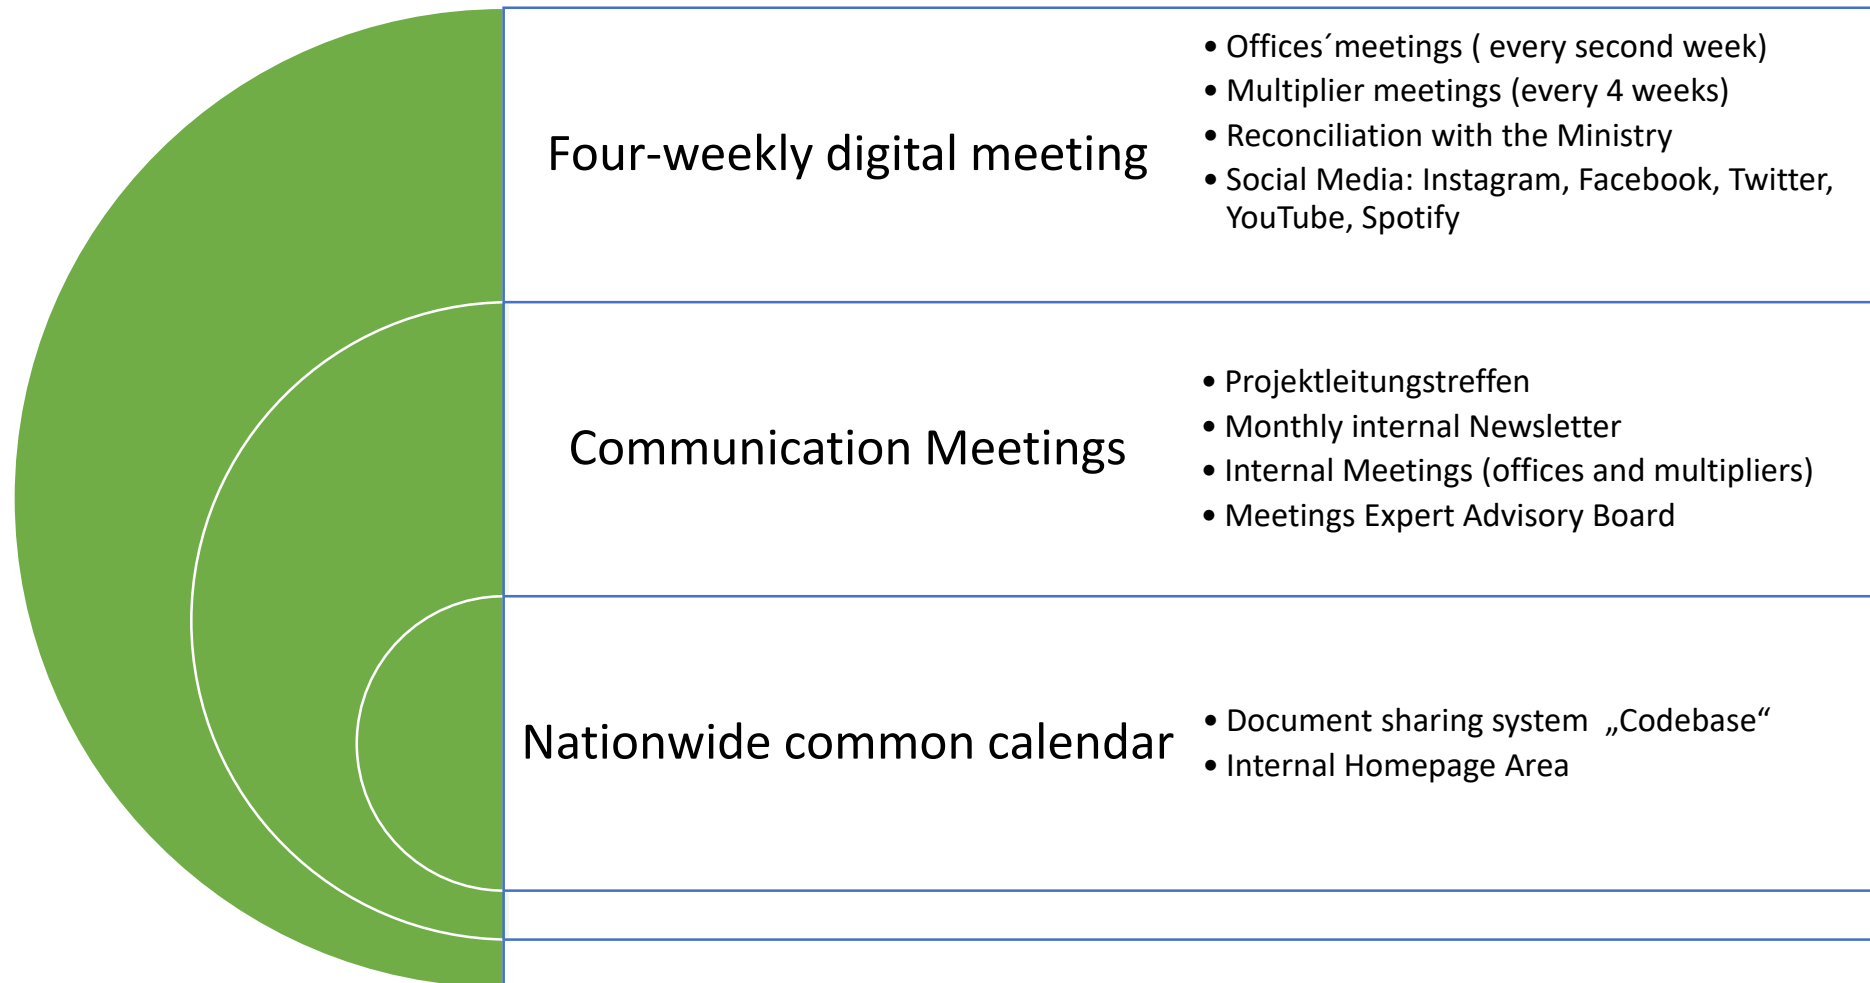 Four-weekly digital meeting
• Offices´meetings ( every second week)
• Multiplier meetings (every 4 weeks)
• Reconciliation with the Ministry
• Social Media: Instagram, Facebook, Twitter,
YouTube, Spotify
Communication Meetings
• Projektleitungstreffen
• Monthly internal Newsletter
• Internal Meetings (offices and multipliers)
• Meetings Expert Advisory Board
Nationwide common calendar
• Document sharing system „Codebase“
• Internal Homepage Area